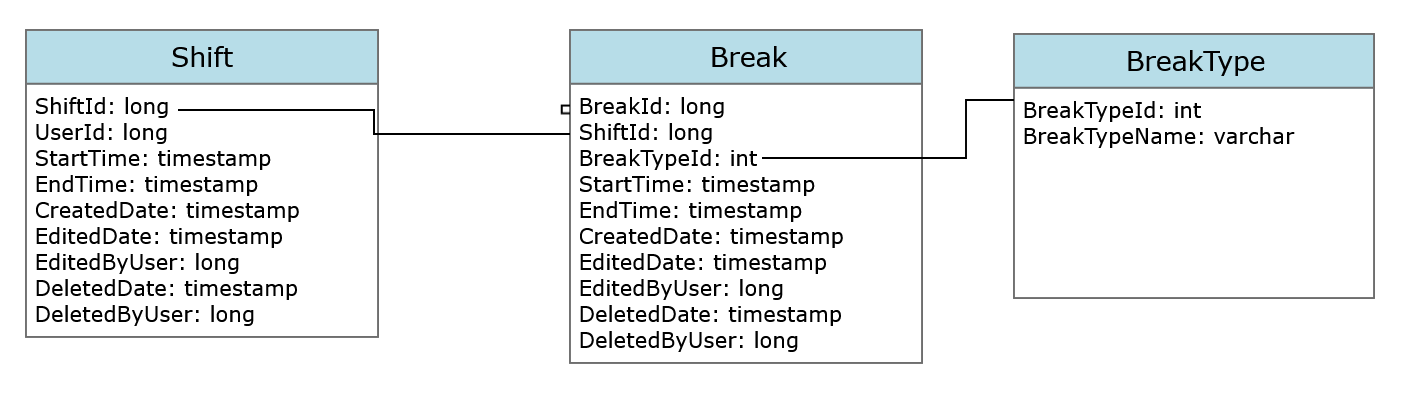 Shift
ShiftId: long
UserId: long
StartTime: timestamp
EndTime: timestamp
CreatedDate: timestamp
EditedDate: timestamp
EditedByUser: long
DeletedDate: timestamp
DeletedByUser: long
Break
BreakId: long
ShiftId: long
BreakTypeId: int
StartTime: timestamp
EndTime: timestamp
CreatedDate: timestamp
EditedDate: timestamp
EditedByUser: long
DeletedDate: timestamp
DeletedByUser: long
BreakType
BreakTypeId: int
BreakTypeName: varchar